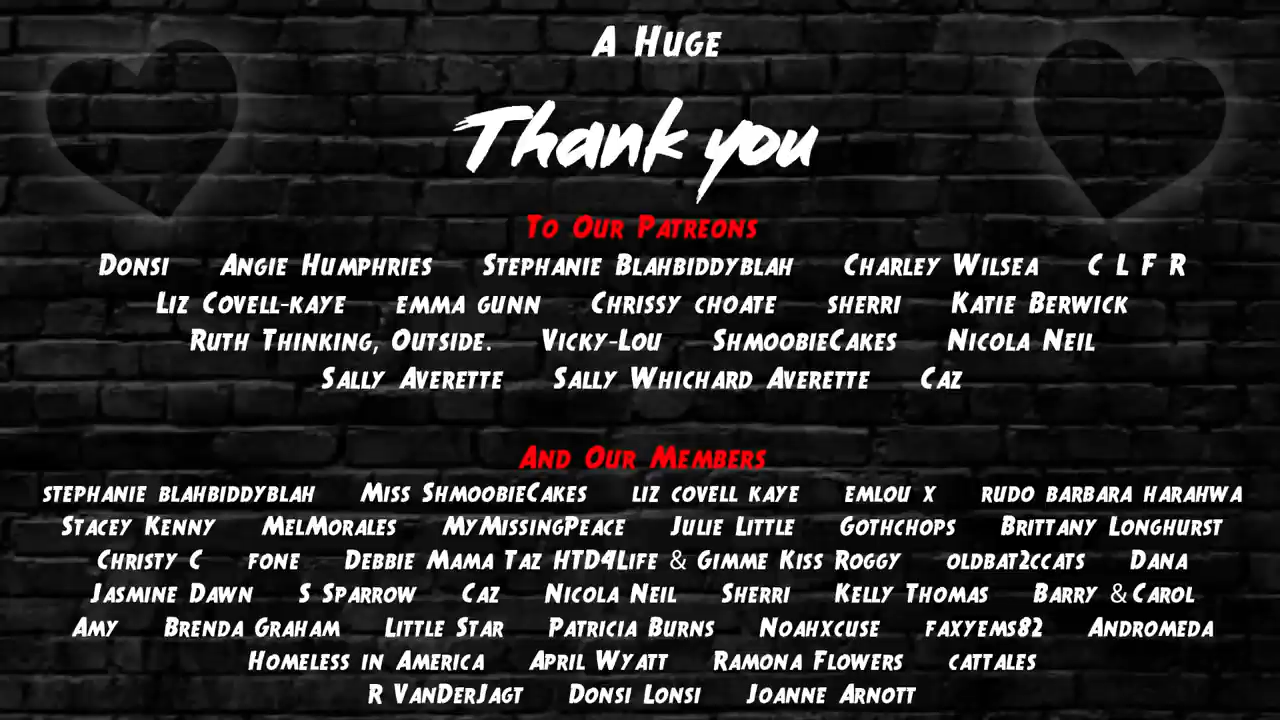 A Huge
Thank you
To Our Patreons
Donsi Angie Humphries Stephanie Blahbiddyblah Charley Wilsea C L F R
Liz Covell-kaye emma gunn Chrissy choate sherri Katie Berwick
Ruth Thinking, Outside. Vicky-Lou ShmoobieCakes Nicola Neil
Sally Averette Sally Whichard Averette Caz
And Our Members
stephanie blahbiddyblah Miss ShmoobieCakes liz covell kaye emlou x rudo barbara harahwa
Stacey Kenny MelMorales MyMissingPeace Julie Little Gothchops Brittany Longhurst
Christy C fone Debbie Mama Taz HTD4Life & Gimme Kiss Roggy oldbat2ccats Dana
Jasmine Dawn S Sparrow Caz Nicola Neil Sherri Kelly Thomas Barry & Carol
Amy Brenda Graham Little Star Patricia Burns Noahxcuse faxyems82 Andromeda
Homeless in America April Wyatt Ramona Flowers cattales
R VanDerJagt Donsi Lonsi Joanne Arnott